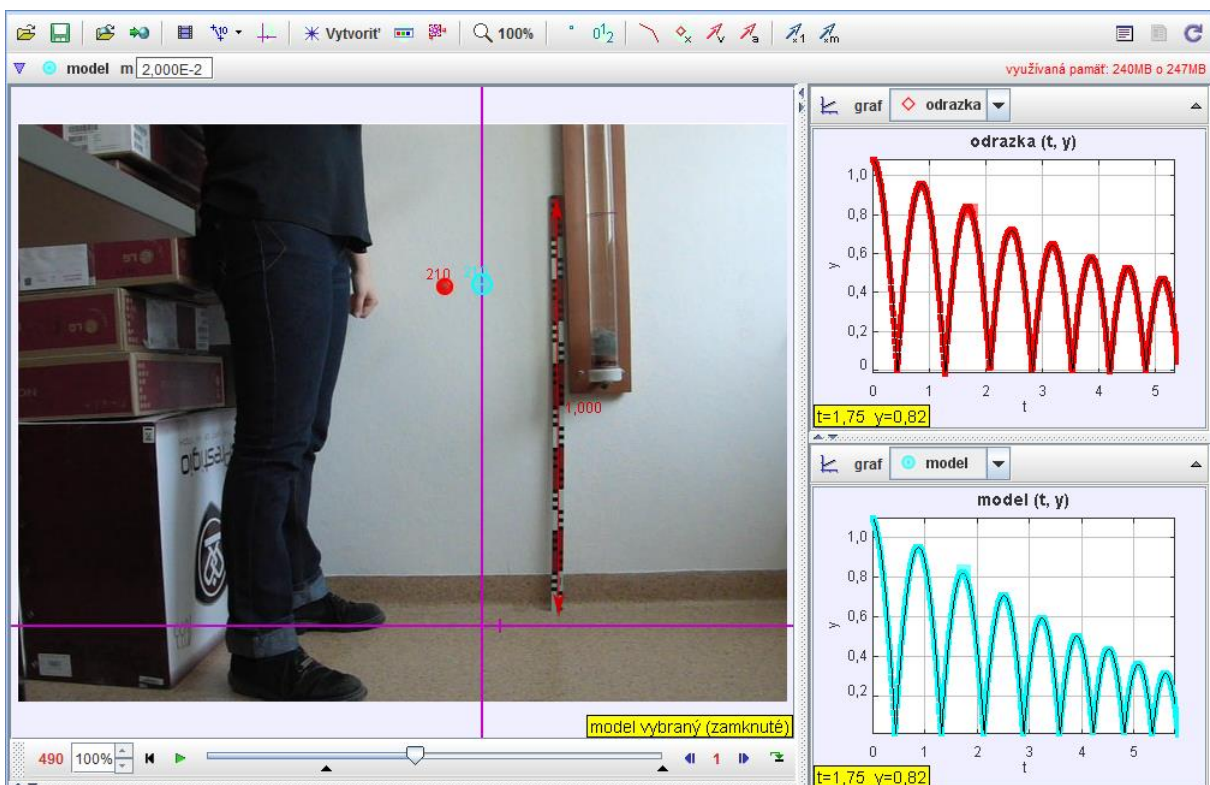 Vytvoriť 100%
model m 2,000E-2
využívaná pamäť: 240MB o 247MB
210
1,000
model vybraný (zamknuté)
490 100% 1
graf odrazka
odrazka (t, y)
1,0
0,8
0,6
0,4
0,2
0
y
0 1 2 3 4 5
t
t=1,75 y=0,82
graf model
model (t, y)
1,0
0,8
0,6
0,4
0,2
y
0 1 2 3 4 5
t
t=1,75 y=0,82